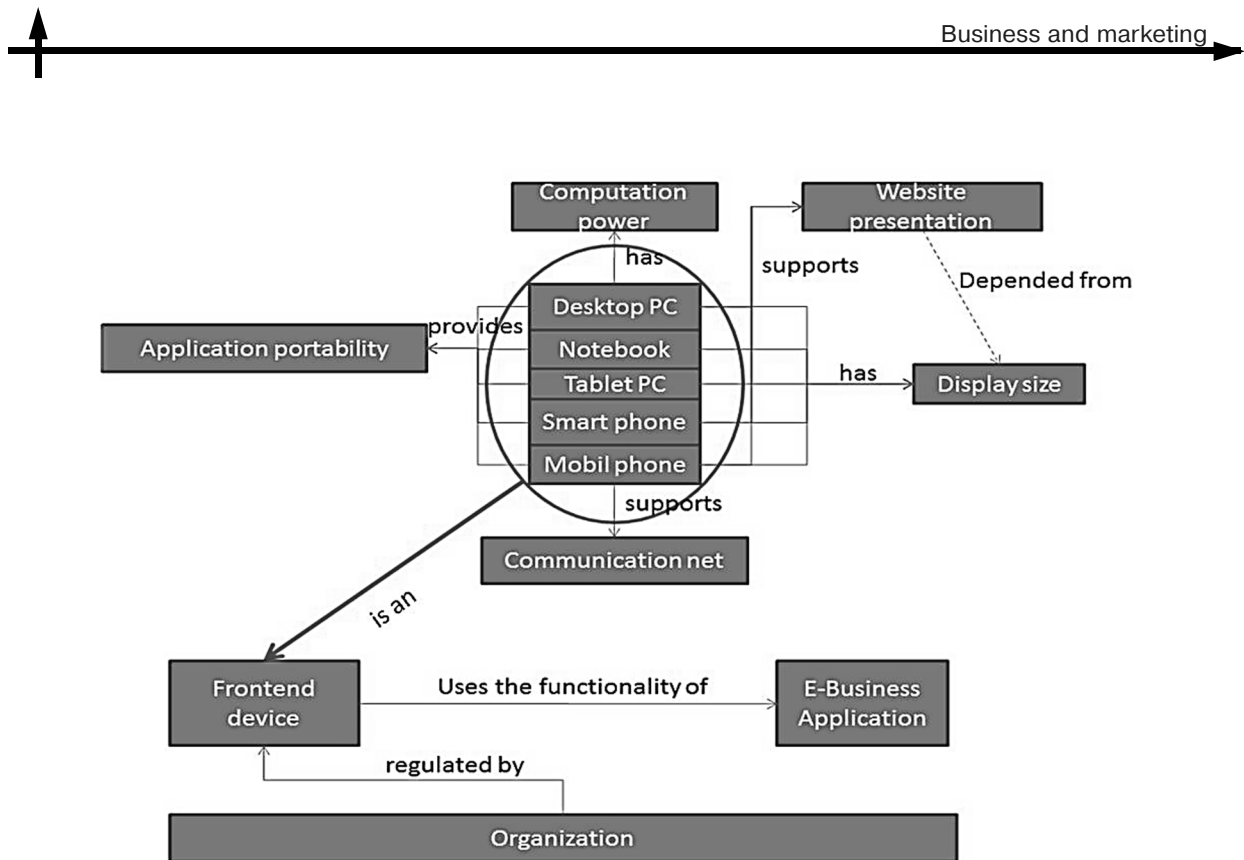 Business and marketing
Computation
power
Website
presentation
has
supports
Depended from
Desktop PC
provides
Application portability
Notebook
Tablet PC
has
Display size
Smart phone
Mobil phone
supports
Communication net
is an
Frontend
device
Uses the functionality of
E-Business
Application
regulated by
Organization